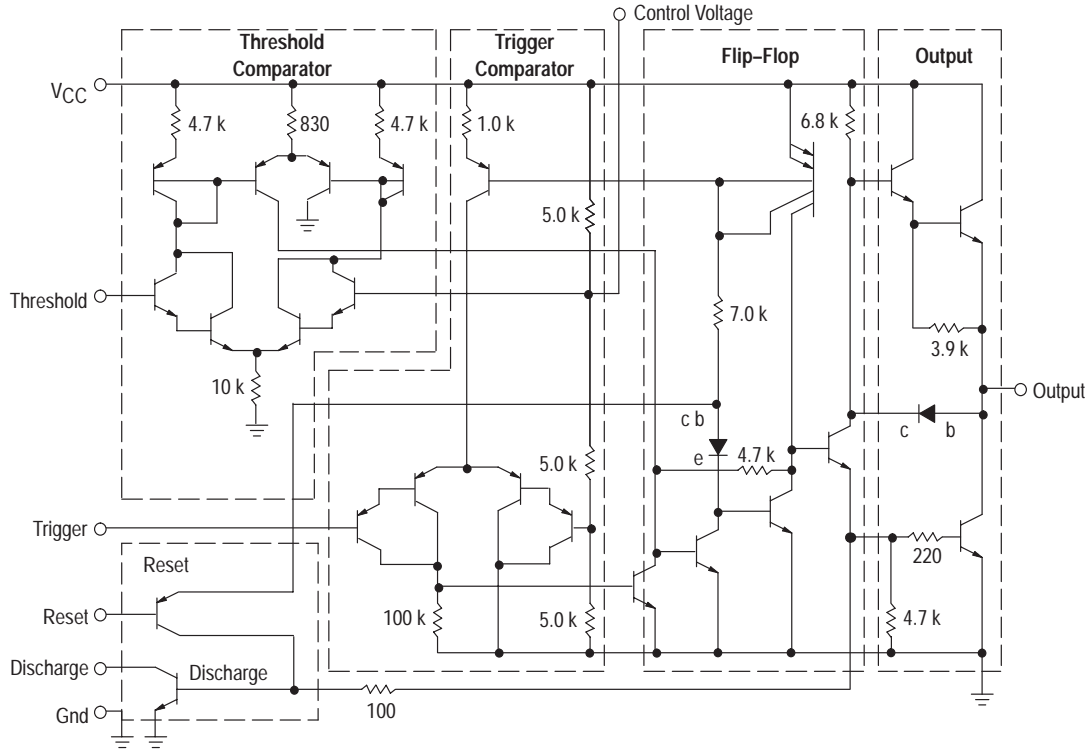 Control Voltage
Threshold
Comparator
Trigger
Comparator
Flip–Flop
Output
VCC
4.7 k
830
4.7 k
1.0 k
6.8 k
5.0 k
Threshold
7.0 k
3.9 k
10 k
Output
c b
c
b
e
4.7 k
5.0 k
Trigger
220
Reset
Reset
100 k
5.0 k
4.7 k
Discharge
Discharge
100
Gnd